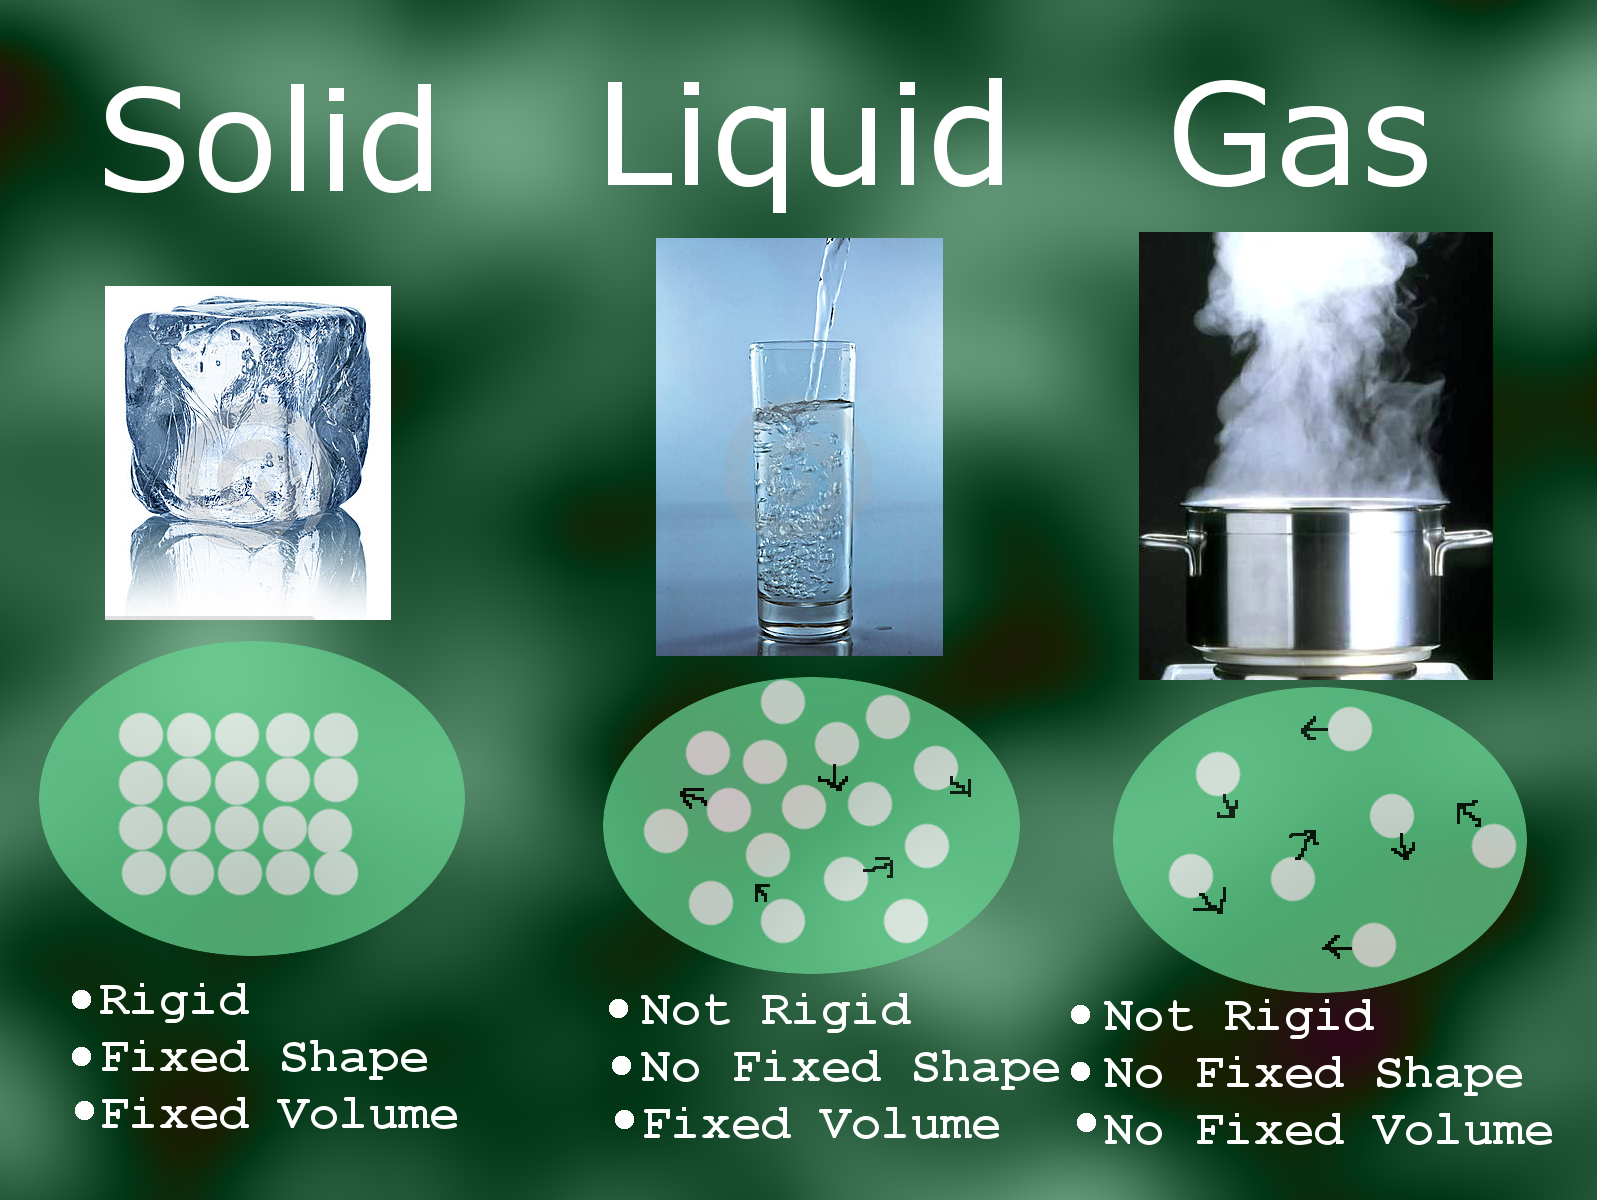 Solid
Liquid
Gas
•Rigid
•Fixed Shape
•Fixed Volume
•Not Rigid
•No Fixed Shape
•Fixed Volume
•Not Rigid
•No Fixed Shape
•No Fixed Volume